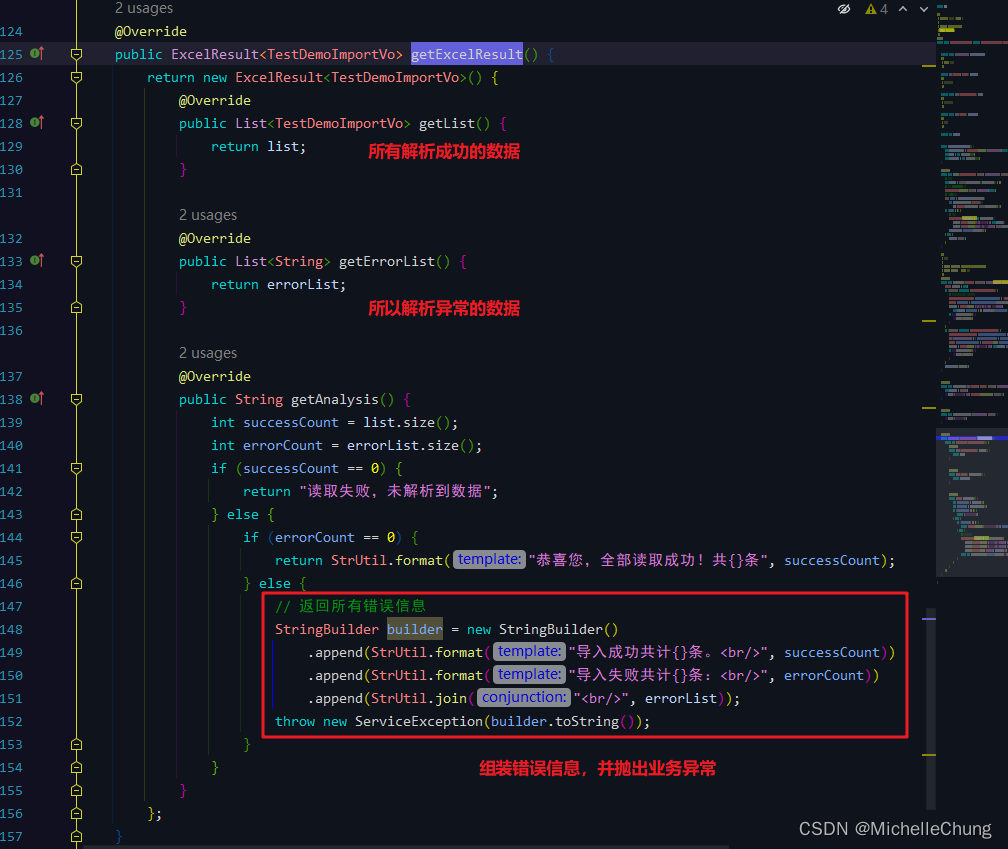 2 usages
4
124 @Override
125 public ExcelResult<TestDemoImportVo> getExcelResult() {
126 return new ExcelResult<TestDemoImportVo>() {
127 @Override
128 public List<TestDemoImportVo> getList() {
129 return list; 所有解析成功的数据
130 }
131
2 usages
132 @Override
133 public List<String> getErrorList() {
134 return errorList;
135 } 所以解析异常的数据
136
2 usages
137 @Override
138 public String getAnalysis() {
139 int successCount = list.size();
140 int errorCount = errorList.size();
141 if (successCount == 0) {
142 return "读取失败，未解析到数据";
143 } else {
144 if (errorCount == 0) {
145 return StrUtil.format( template: "恭喜您，全部读取成功！共{}条", successCount);
146 } else {
147 // 返回所有错误信息
148 StringBuilder builder = new StringBuilder()
149 .append(StrUtil.format( template: "导入成功共计{}条。<br/>", successCount))
150 .append(StrUtil.format( template: "导入失败共计{}条：<br/>", errorCount))
151 .append(StrUtil.join( conjunction: "<br/>", errorList));
152 throw new ServiceException(builder.toString());
153 }
154 } 组装错误信息，并抛出业务异常
155 }
156 };
157 }
CSDN @MichelleChung